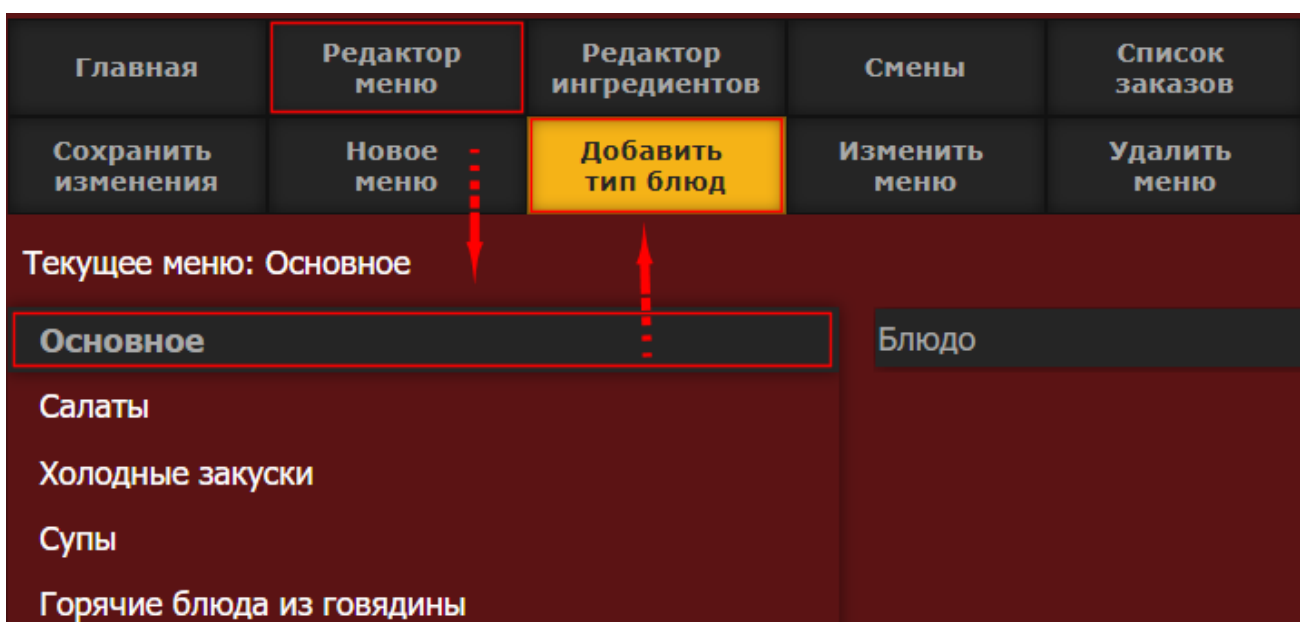 Главная
Редактор
меню
Редактор
ингредиентов
Смены
Список
заказов
Сохранить
изменения
Новое
меню
Добавить
тип блюд
Изменить
меню
Удалить
меню
Текущее меню: Основное
Основное
Блюдо
Салаты
Холодные закуски
Супы
Горячие блюда из говядины